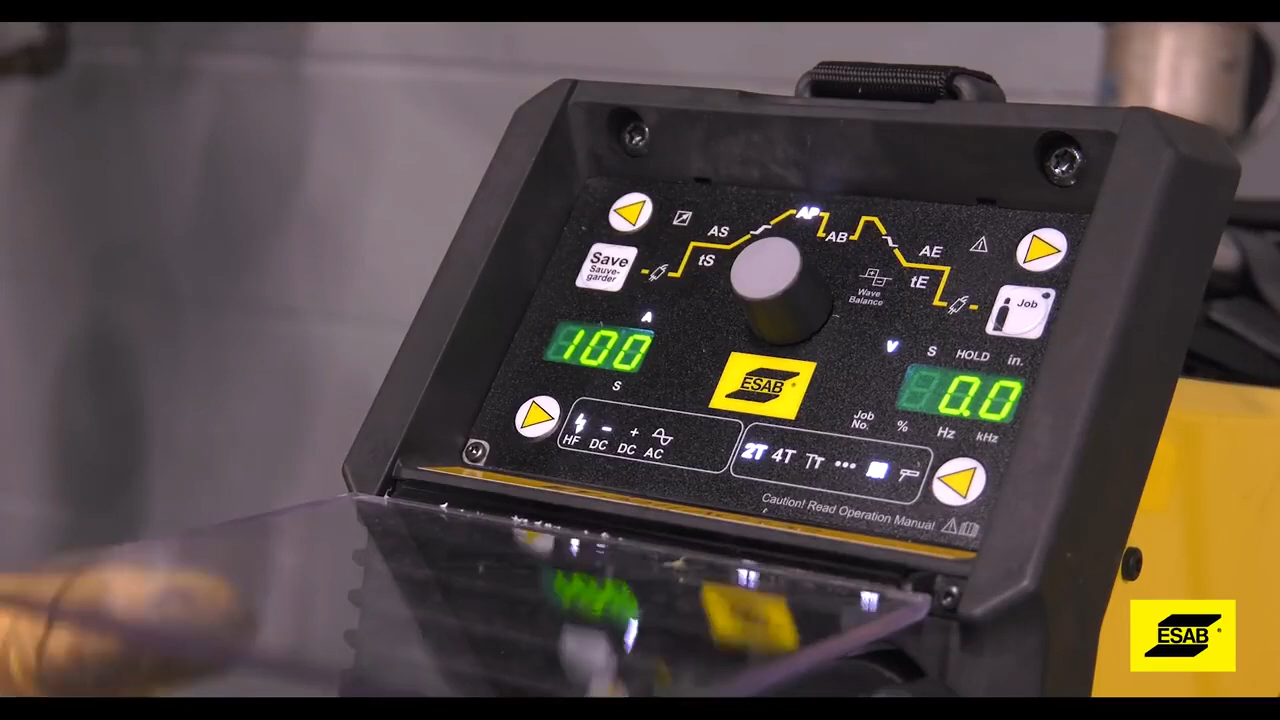 AP
AS
AB
AE
tS
tE
Save
Sauve-
garder
Wave
Balance
Job
A
100
S
V S HOLD in.
0.0
ESAB
Job
No. % Hz kHz
HF DC DC AC
- +
2T 4T TT •••
Caution! Read Operation Manual
ESAB